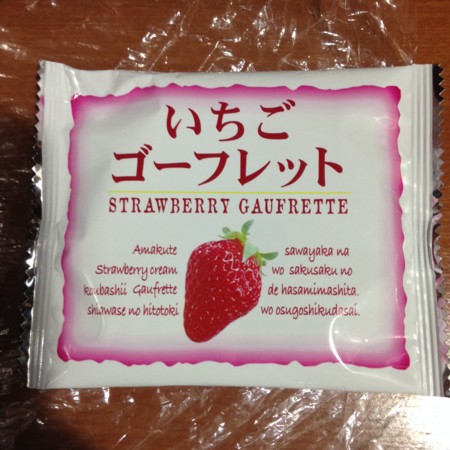 いちご
ゴーフレット
STRAWBERRY GAUFRETTE
Amakute sawayaka na
Strawberry cream wo sakusaku no
koubashii Gaufrette de hasamimashita.
shiawase no hitotoki wo osugoshikudasai.